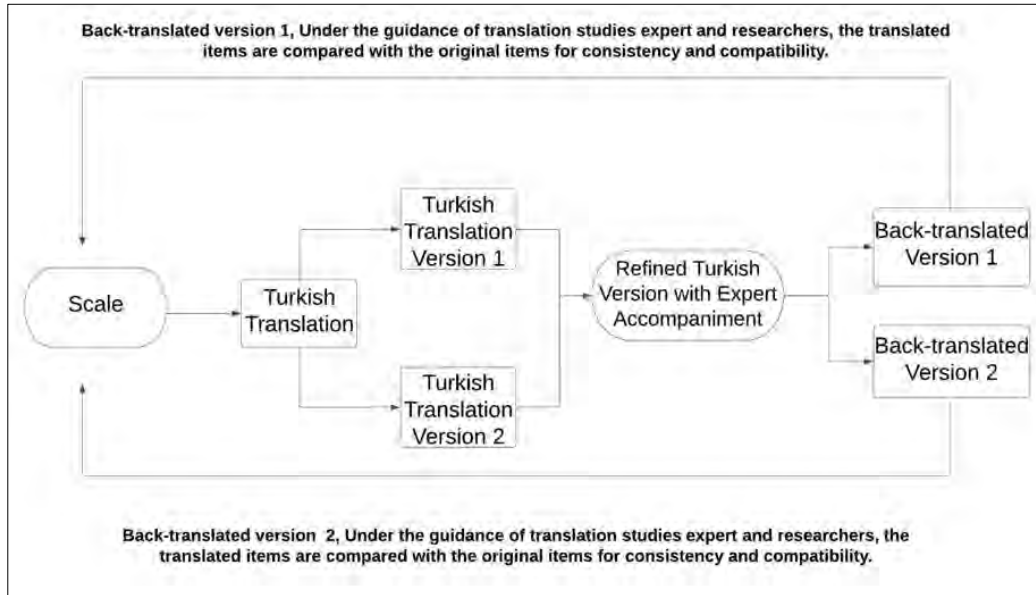 Back-translated version 1, Under the guidance of translation studies expert and researchers, the translated
items are compared with the original items for consistency and compatibility.
Scale
Turkish
Translation
Turkish
Translation
Version 1
Turkish
Translation
Version 2
Refined Turkish
Version with Expert
Accompaniment
Back-translated
Version 1
Back-translated
Version 2
Back-translated version 2, Under the guidance of translation studies expert and researchers, the
translated items are compared with the original items for consistency and compatibility.